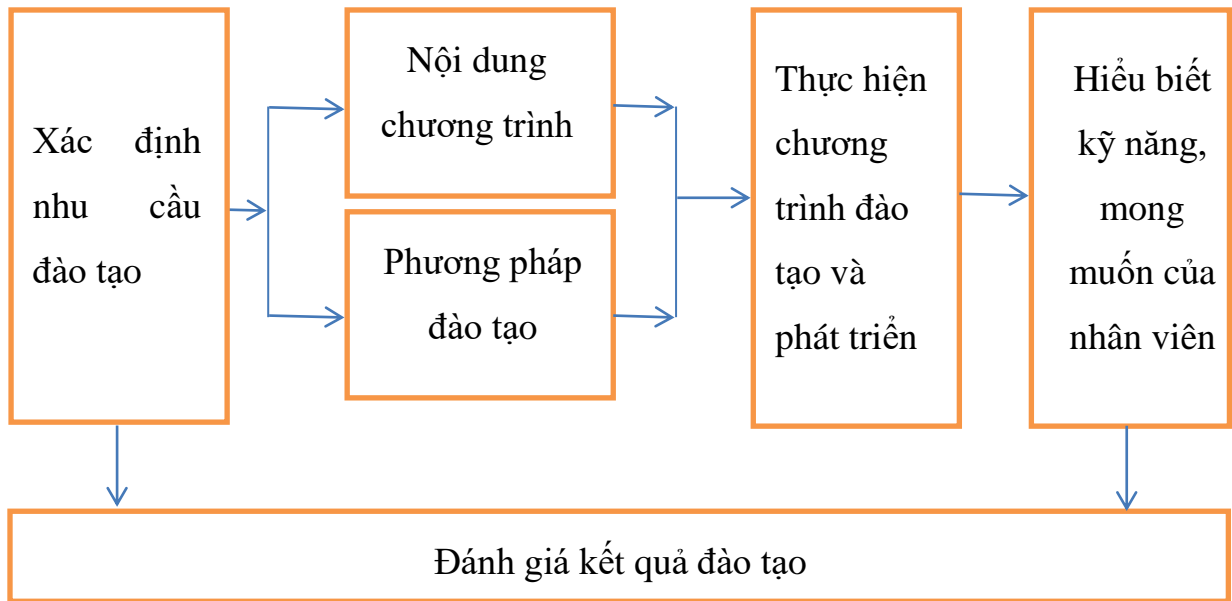 Xác định
nhu cầu
đào tạo
Nội dung
chương trình
Phương pháp
đào tạo
Thực hiện
chương
trình đào
tạo và
phát triển
Hiểu biết
kỹ năng,
mong
muốn của
nhân viên
Đánh giá kết quả đào tạo